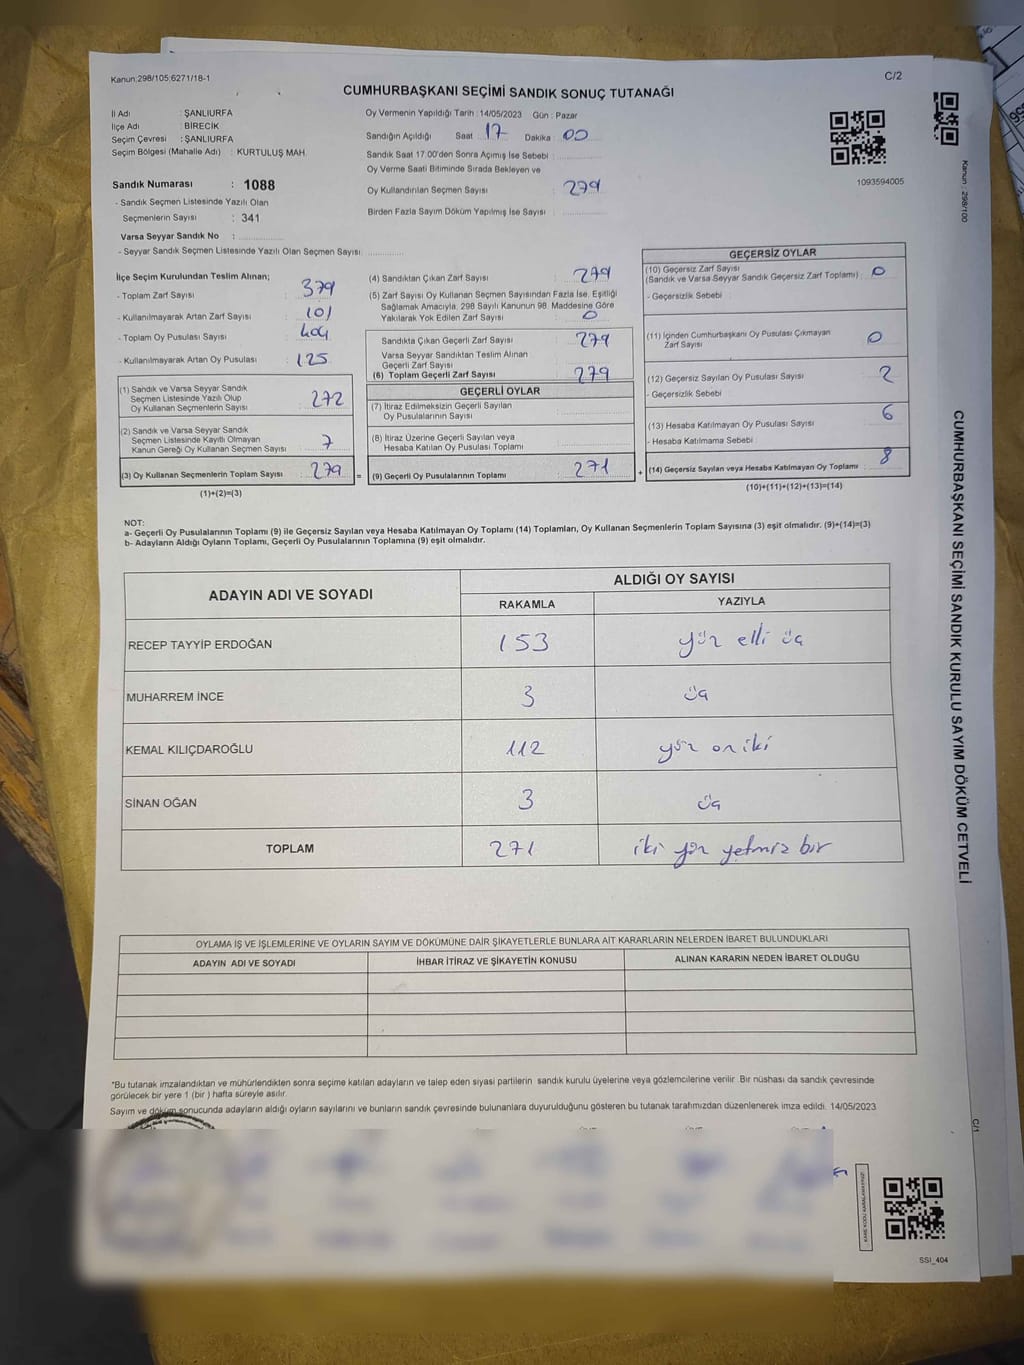 Kanun:298/105;6271/18-1
C/2
CUMHURBAŞKANI SEÇİMİ SANDIK SONUÇ TUTANAĞI
İl Adı : ŞANLIURFA
İlçe Adı : BİRECİK
Seçim Çevresi : ŞANLIURFA
Seçim Bölgesi (Mahalle Adı) : KURTULUŞ MAH.
Sandık Numarası : 1088
- Sandık Seçmen Listesinde Yazılı Olan
Seçmenlerin Sayısı : 341
Varsa Seyyar Sandık No :
- Seyyar Sandık Seçmen Listesinde Yazılı Olan Seçmen Sayısı
Oy Vermenin Yapıldığı Tarih : 14/05/2023 Gün : Pazar
Sandığın Açıldığı Saat 17 Dakika 00
Sandık Saat 17.00'den Sonra Açımış İse Sebebi :
Oy Verme Saati Bitiminde Sırada Bekleyen ve
Oy Kullandırılan Seçmen Sayısı : 279
Birden Fazla Sayım Döküm Yapılmış İse Sayısı :
1093594005
İlçe Seçim Kurulundan Teslim Alınan;
- Toplam Zarf Sayısı : 379
- Kullanılmayarak Artan Zarf Sayısı : 101
- Toplam Oy Pusulası Sayısı : 404
- Kullanılmayarak Artan Oy Pusulası : 125
(1) Sandık ve Varsa Seyyar Sandık
Seçmen Listesinde Yazılı Olup
Oy Kullanan Seçmenlerin Sayısı 272
(2) Sandık ve Varsa Seyyar Sandık
Seçmen Listesinde Kayıtlı Olmayan
Kanun Gereği Oy Kullanan Seçmen Sayısı 7
(3) Oy Kullanan Seçmenlerin Toplam Sayısı 279
(1)+(2)=(3)
(4) Sandıktan Çıkan Zarf Sayısı : 279
(5) Zarf Sayısı Oy Kullanan Seçmen Sayısından Fazla İse, Eşitliği
Sağlamak Amacıyla, 298 Sayılı Kanunun 98. Maddesine Göre
Yakılarak Yok Edilen Zarf Sayısı : 0
Sandıkta Çıkan Geçerli Zarf Sayısı : 279
Varsa Seyyar Sandıktan Teslim Alınan
Geçerli Zarf Sayısı
(6) Toplam Geçerli Zarf Sayısı : 279
GEÇERLİ OYLAR
(7) İtiraz Edilmeksizin Geçerli Sayılan
Oy Pusulalarının Sayısı
(8) İtiraz Üzerine Geçerli Sayılan veya
Hesaba Katılan Oy Pusulası Toplamı
= (9) Geçerli Oy Pusulalarının Toplamı 271
GEÇERSİZ OYLAR
(10) Geçersiz Zarf Sayısı
(Sandık ve Varsa Seyyar Sandık Geçersiz Zarf Toplamı) : 0
- Geçersizlik Sebebi
(11) İçinden Cumhurbaşkanı Oy Pusulası Çıkmayan
Zarf Sayısı 0
(12) Geçersiz Sayılan Oy Pusulası Sayısı 2
- Geçersizlik Sebebi
(13) Hesaba Katılmayan Oy Pusulası Sayısı 6
- Hesaba Katılmama Sebebi
+ (14) Geçersiz Sayılan veya Hesaba Katılmayan Oy Toplamı : 8
(10)+(11)+(12)+(13)=(14)
NOT:
a- Geçerli Oy Pusulalarının Toplamı (9) ile Geçersiz Sayılan veya Hesaba Katılmayan Oy Toplamı (14) Toplamları, Oy Kullanan Seçmenlerin Toplam Sayısına (3) eşit olmalıdır. (9)+(14)=(3)
b- Adayların Aldığı Oyların Toplamı, Geçerli Oy Pusulalarının Toplamına (9) eşit olmalıdır.
ADAYIN ADI VE SOYADI
ALDIĞI OY SAYISI
RAKAMLA YAZIYLA
RECEP TAYYİP ERDOĞAN 153 yüz elli üç
MUHARREM İNCE 3 üç
KEMAL KILIÇDAROĞLU 112 yüz on iki
SİNAN OĞAN 3 üç
TOPLAM 271 iki yüz yetmiz bir
OYLAMA İŞ VE İŞLEMLERİNE VE OYLARIN SAYIM VE DÖKÜMÜNE DAİR ŞİKAYETLERLE BUNLARA AİT KARARLARIN NELERDEN İBARET BULUNDUKLARI
ADAYIN ADI VE SOYADI İHBAR İTİRAZ VE ŞİKAYETİN KONUSU ALINAN KARARIN NEDEN İBARET OLDUĞU
*Bu tutanak imzalandıktan ve mühürlendikten sonra seçime katılan adayların ve talep eden siyasi partilerin sandık kurulu üyelerine veya gözlemcilerine verilir. Bir nüshası da sandık çevresinde
görülecek bir yere 1 (bir ) hafta süreyle asılır.
Sayım ve döküm sonucunda adayların aldığı oyların sayılarını ve bunların sandık çevresinde bulunanlara duyurulduğunu gösteren bu tutanak tarafımızdan düzenlenerek imza edildi. 14/05/2023
KARE KODU KARALAMAYINIZ!
SSI_404
Kanun : 298/100
CUMHURBAŞKANI SEÇİMİ SANDIK KURULU SAYIM DÖKÜM CETVELİ
C/1